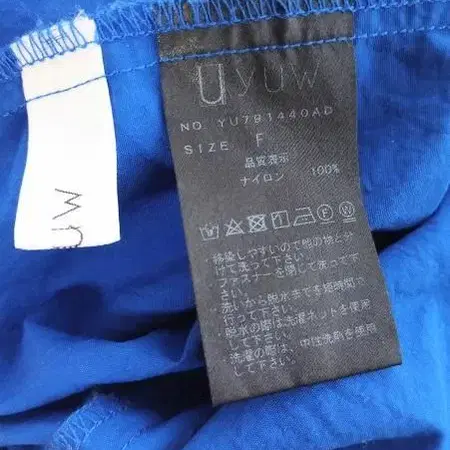 uyuw
NO. YU791440AD
SIZE F
品質表示
ナイロン 100%
・移染しやすいので他の物と分
けて洗って下さい
・ファスナーを閉じて洗って下
さい
・洗いから脱水までを短時間で
行って下さい
・脱水の際は洗濯ネットを使用
して下さい
・洗濯の際は、中性洗剤を使用
して下さい。
uw